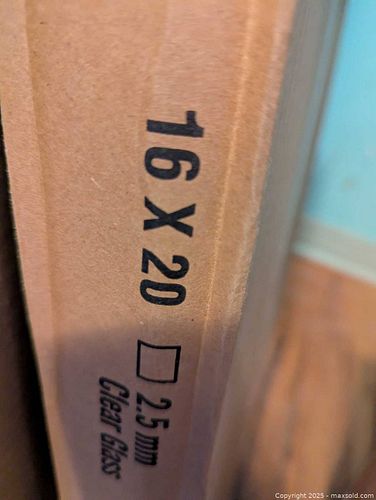 16 X 20 □ 2.5 mm
Clear Glass
Copyright 2025 - maxsold.com